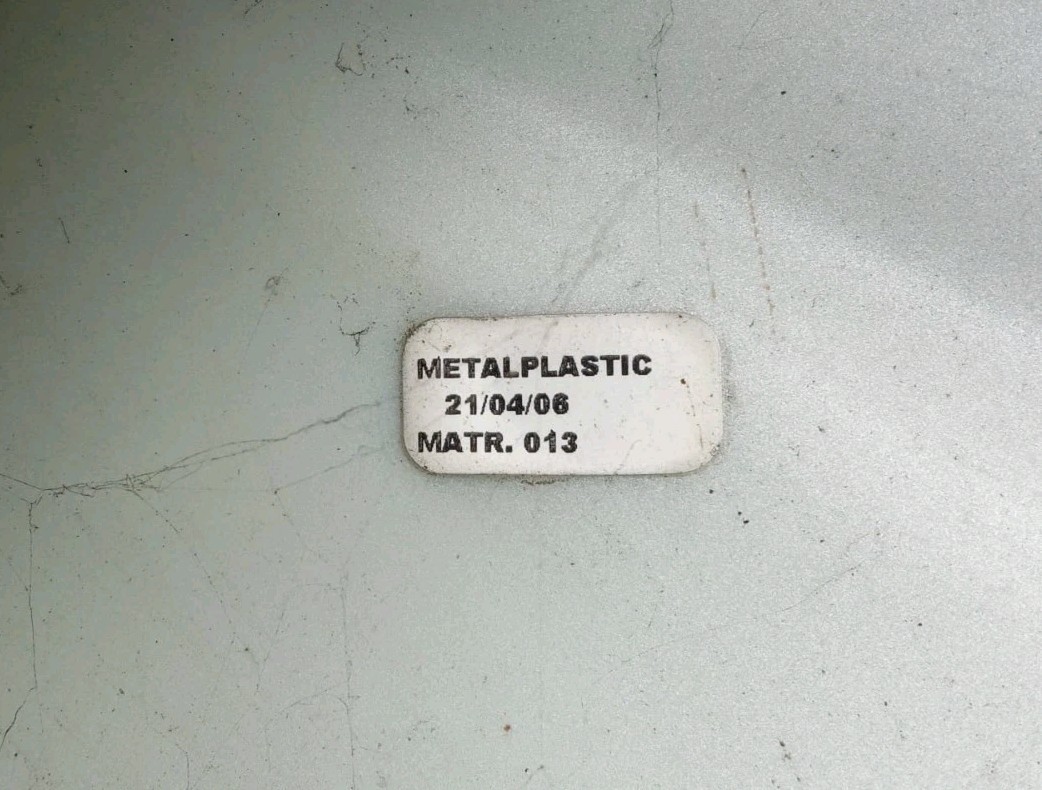 METALPLASTIC
21/04/06
MATR. 013